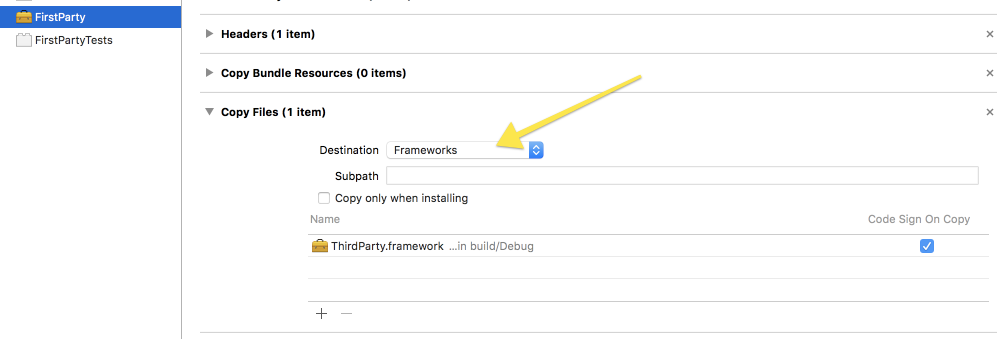 FirstParty
FirstPartyTests
Headers (1 item)
Copy Bundle Resources (0 items)
Copy Files (1 item)
Destination Frameworks
Subpath
Copy only when installing
Name Code Sign On Copy
ThirdParty.framework ...in build/Debug